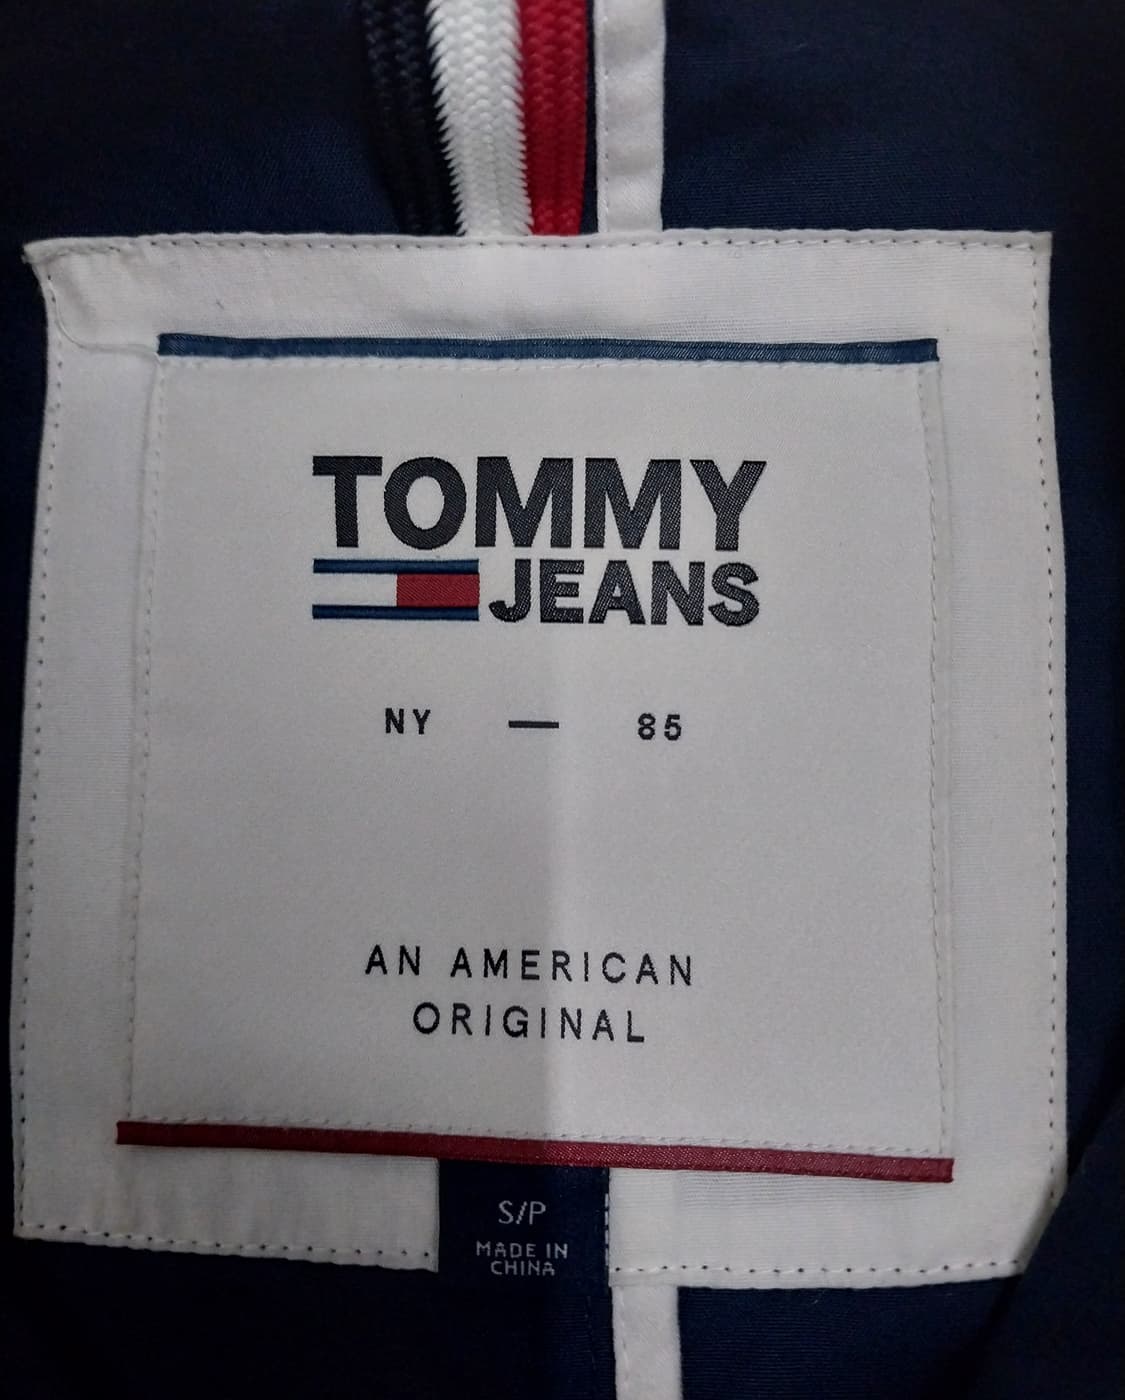 TOMMY
JEANS
NY — 85
AN AMERICAN
ORIGINAL
S/P
MADE IN
CHINA